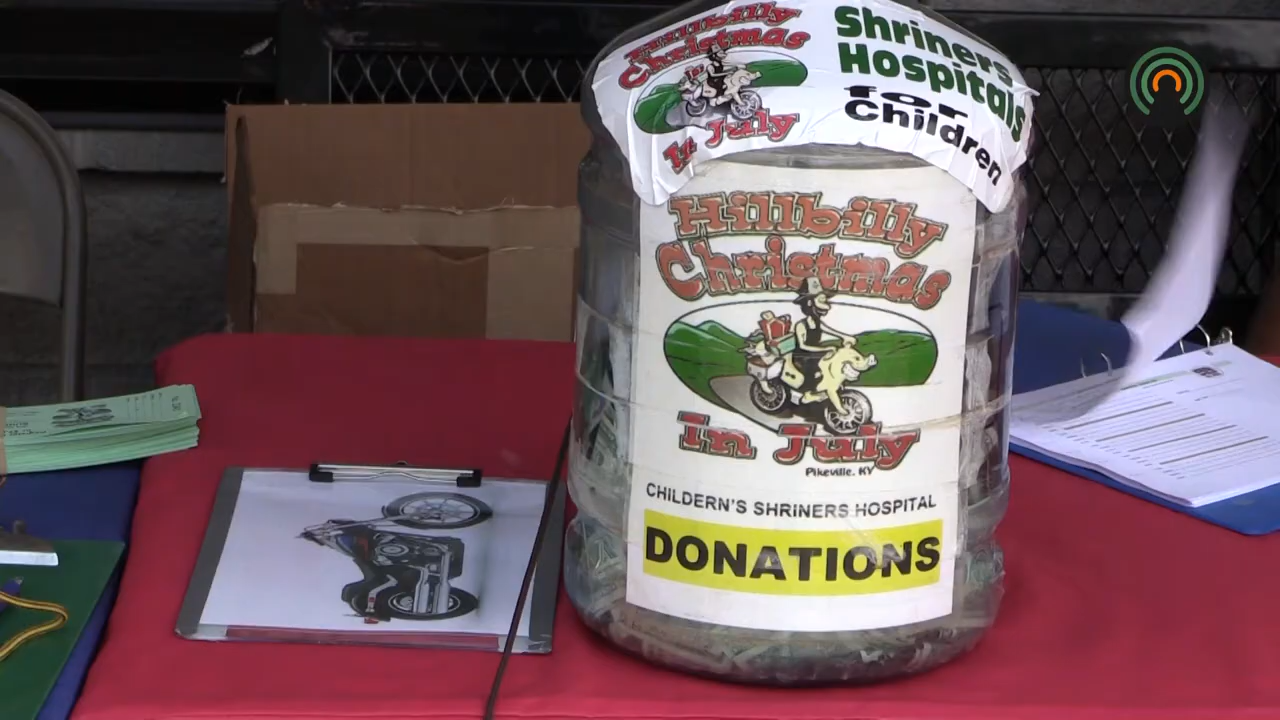 Hillbilly
Christmas
In July
Shriners
Hospitals
for
Children
Hillbilly
Christmas
In July
Pikeville, KY
CHILDERN'S SHRINERS HOSPITAL
DONATIONS